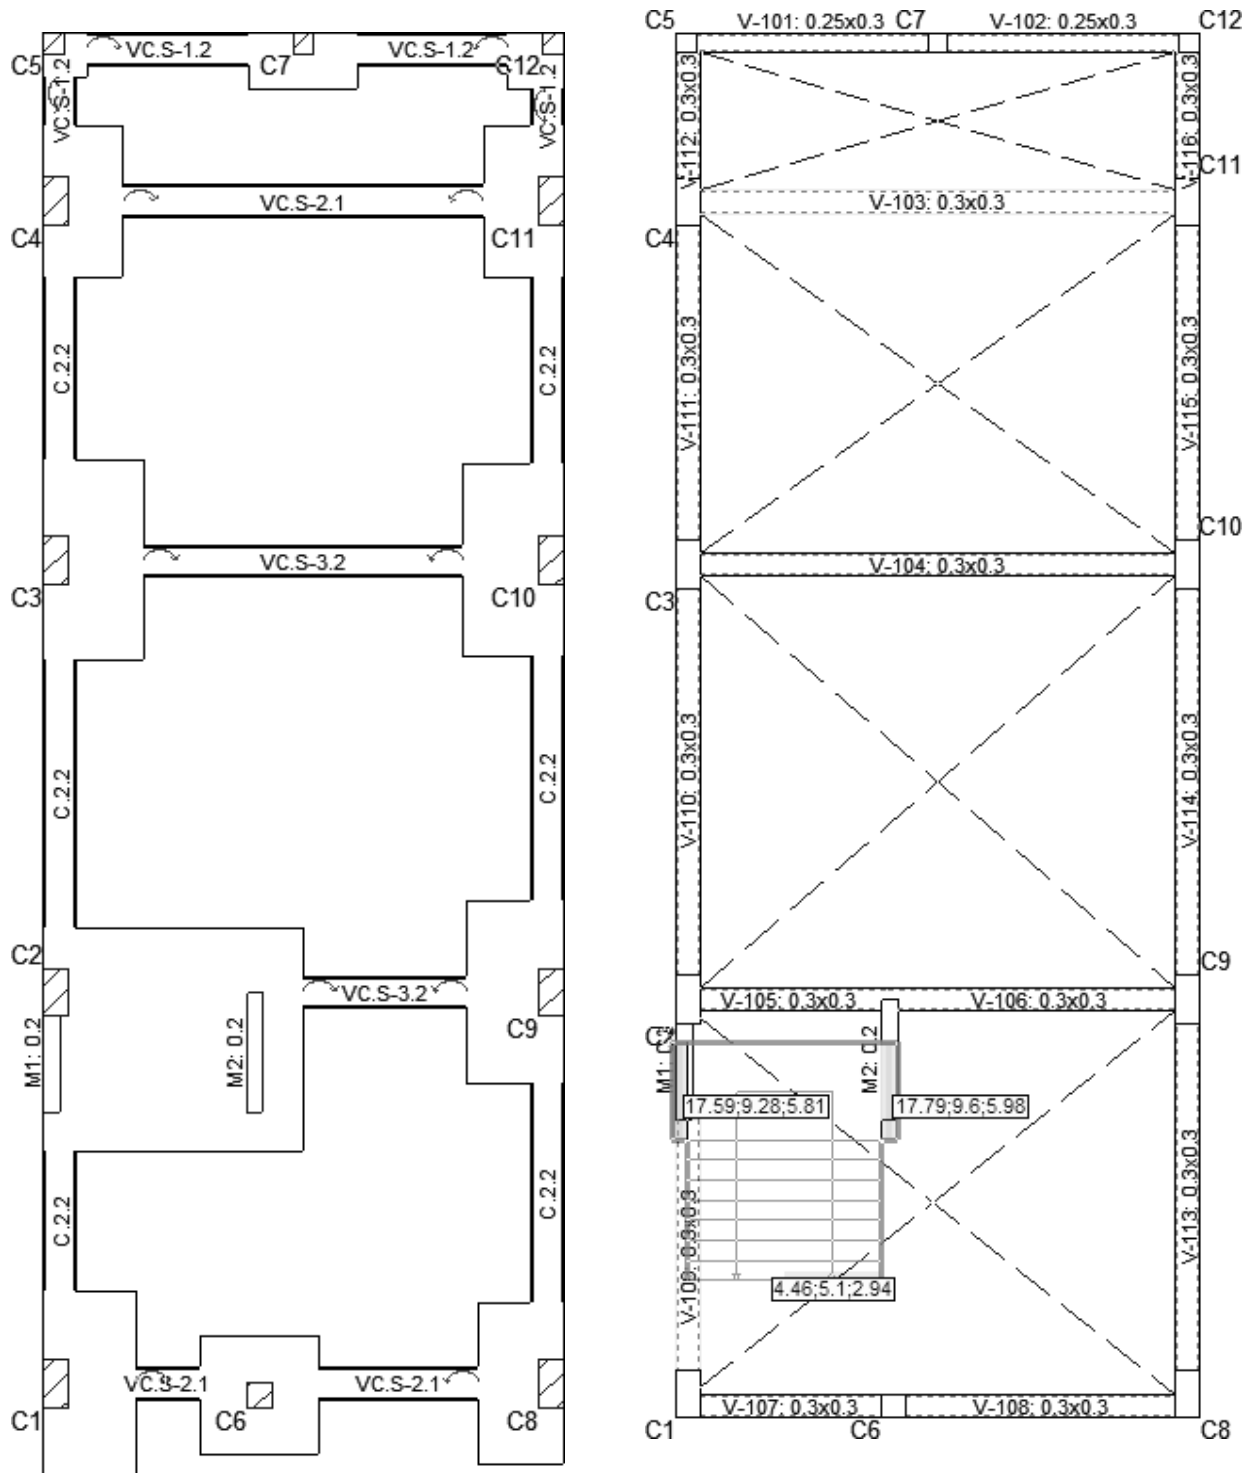 C5
VC.S-1.2
C7
VC.S-1.2
C12
VC.S-1.2
VC.S-1.2
VC.S-2.1
C4
C11
C.2.2
C.2.2
VC.S-3.2
C3
C10
C.2.2
C.2.2
C2
VC.S-3.2
C9
M1: 0.2
M2: 0.2
C.2.2
C.2.2
VC.S-2.1
VC.S-2.1
C1
C6
C8
C5
V-101: 0.25x0.3
C7
V-102: 0.25x0.3
C12
V-112: 0.3x0.3
V-116: 0.3x0.3
C11
V-103: 0.3x0.3
C4
V-111: 0.3x0.3
V-115: 0.3x0.3
C10
V-104: 0.3x0.3
C3
V-110: 0.3x0.3
V-114: 0.3x0.3
C9
V-105: 0.3x0.3
V-106: 0.3x0.3
C2
M2: 0.2
17.59;9.28;5.81
17.79;9.6;5.98
V-109: 0.3x0.3
V-113: 0.3x0.3
4.46;5.1;2.94
V-107: 0.3x0.3
V-108: 0.3x0.3
C1
C6
C8